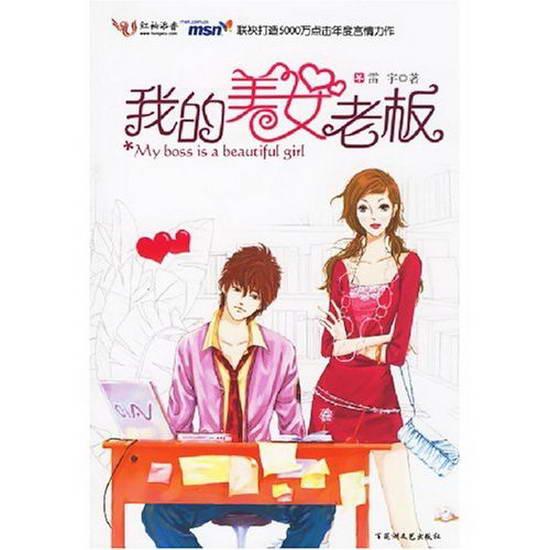 红袖添香
msn
联袂打造5000万点击年度言情力作
雷宇◎著
我的美女老板
*My boss is a beautiful girl
百花洲文艺出版社